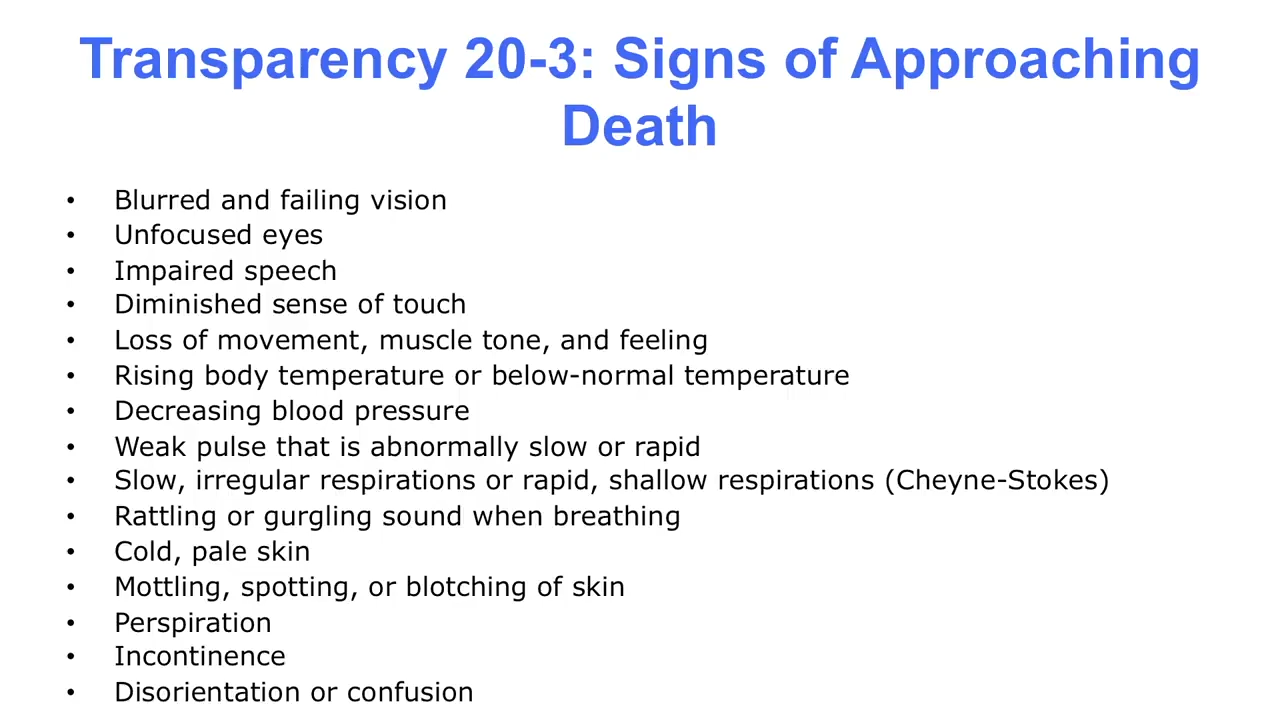 Transparency 20-3: Signs of Approaching
Death
• Blurred and failing vision
• Unfocused eyes
• Impaired speech
• Diminished sense of touch
• Loss of movement, muscle tone, and feeling
• Rising body temperature or below-normal temperature
• Decreasing blood pressure
• Weak pulse that is abnormally slow or rapid
• Slow, irregular respirations or rapid, shallow respirations (Cheyne-Stokes)
• Rattling or gurgling sound when breathing
• Cold, pale skin
• Mottling, spotting, or blotching of skin
• Perspiration
• Incontinence
• Disorientation or confusion